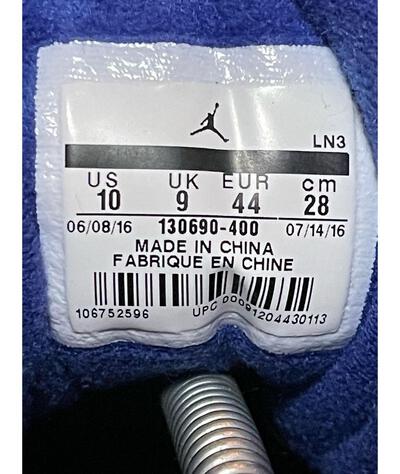 LN3
US UK EUR cm
10 9 44 28
06/08/16 130690-400 07/14/16
MADE IN CHINA
FABRIQUE EN CHINE
106752596 UPC 00091204430113